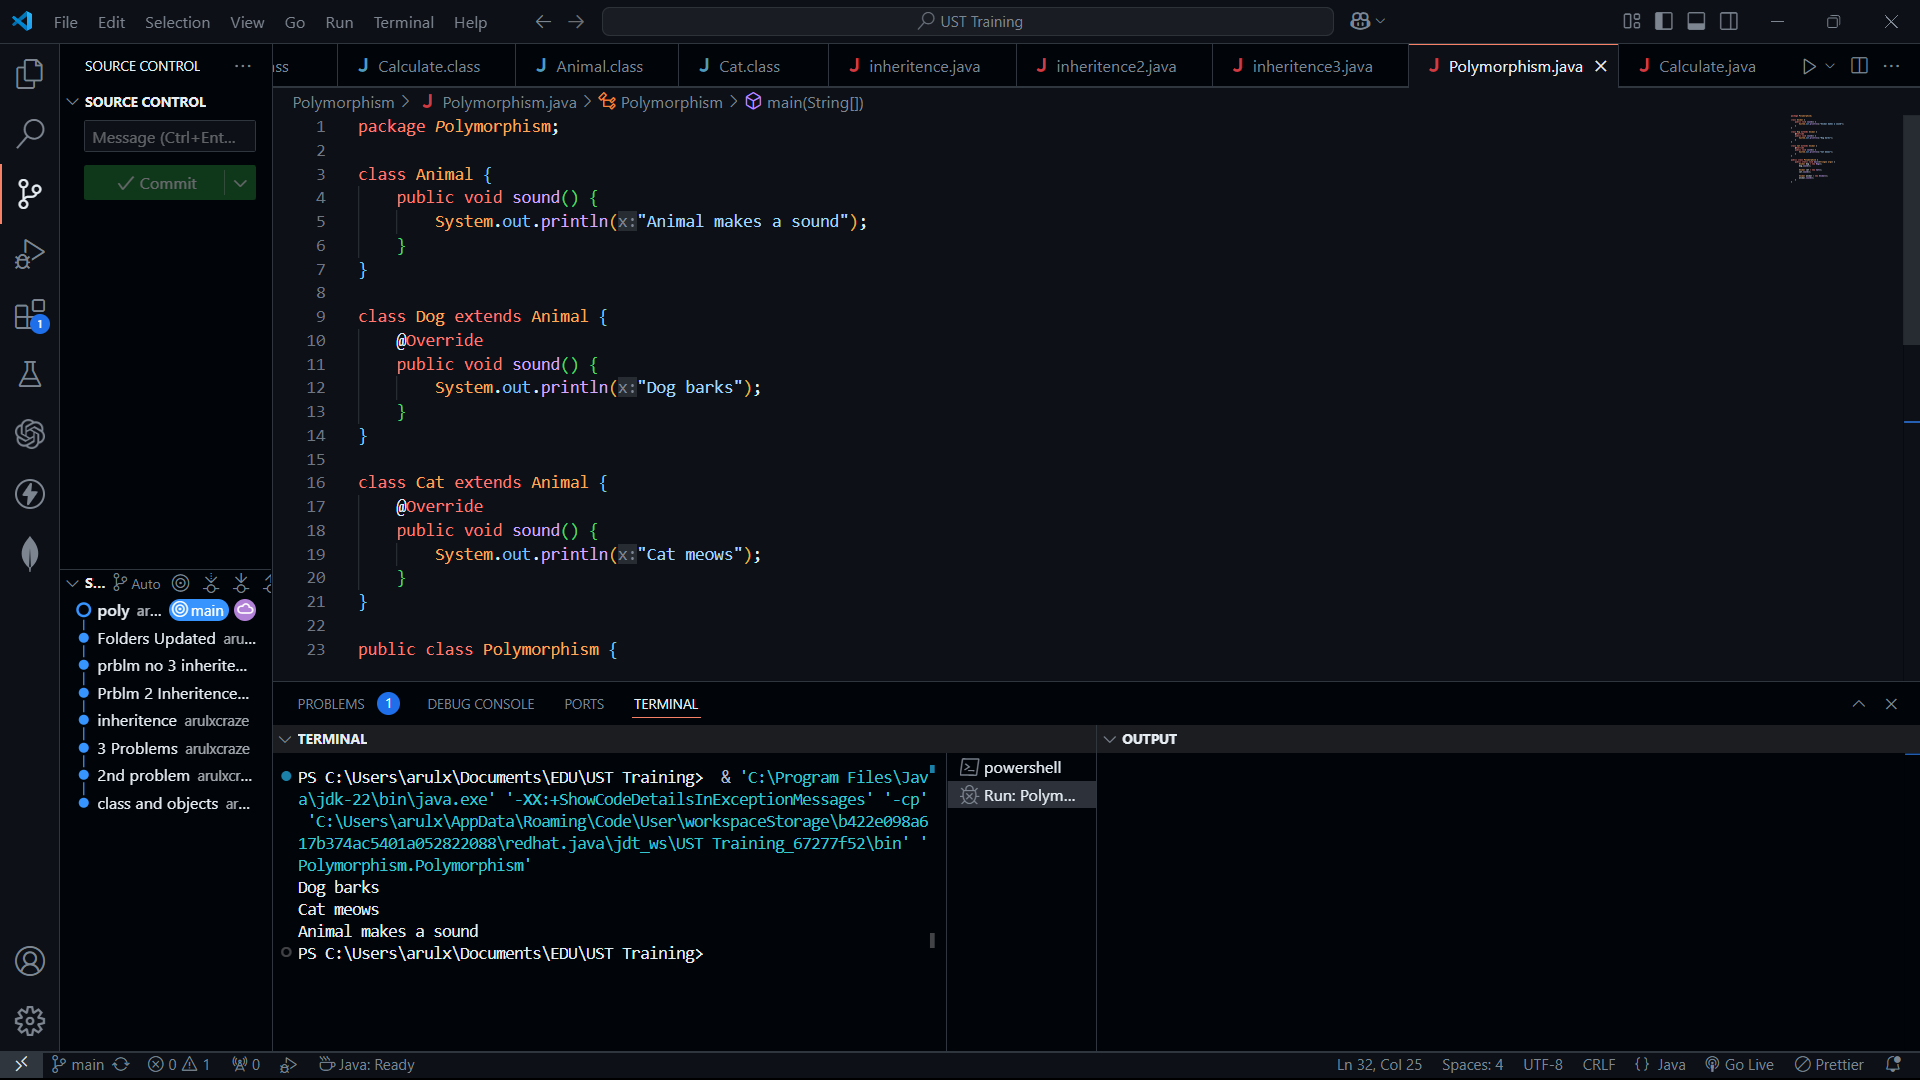 File Edit Selection View Go Run Terminal Help UST Training
SOURCE CONTROL
ss Calculate.class Animal.class Cat.class inheritence.java inheritence2.java inheritence3.java Polymorphism.java Calculate.java
SOURCE CONTROL
Message (Ctrl+Ent...
Commit
1
Polymorphism Polymorphism.java Polymorphism main(String[])
1 package Polymorphism;
2
3 class Animal {
4 public void sound() {
5 System.out.println(x:"Animal makes a sound");
6 }
7 }
8
9 class Dog extends Animal {
10 @Override
11 public void sound() {
12 System.out.println(x:"Dog barks");
13 }
14 }
15
16 class Cat extends Animal {
17 @Override
18 public void sound() {
19 System.out.println(x:"Cat meows");
20 }
21 }
22
23 public class Polymorphism {
S... Auto
poly ar... main
Folders Updated aru...
prblm no 3 inherite...
Prblm 2 Inheritence...
inheritence arulxcraze
3 Problems arulxcraze
2nd problem arulxcr...
class and objects ar...
PROBLEMS 1 DEBUG CONSOLE PORTS TERMINAL
TERMINAL
PS C:\Users\arulx\Documents\EDU\UST Training> & 'C:\Program Files\Jav
a\jdk-22\bin\java.exe' '-XX:+ShowCodeDetailsInExceptionMessages' '-cp'
'C:\Users\arulx\AppData\Roaming\Code\User\workspaceStorage\b422e098a6
17b374ac5401a052822088\redhat.java\jdt_ws\UST Training_67277f52\bin' '
Polymorphism.Polymorphism'
Dog barks
Cat meows
Animal makes a sound
PS C:\Users\arulx\Documents\EDU\UST Training>
powershell
Run: Polym...
OUTPUT
main 0 1 0 Java: Ready Ln 32, Col 25 Spaces: 4 UTF-8 CRLF {} Java Go Live Prettier